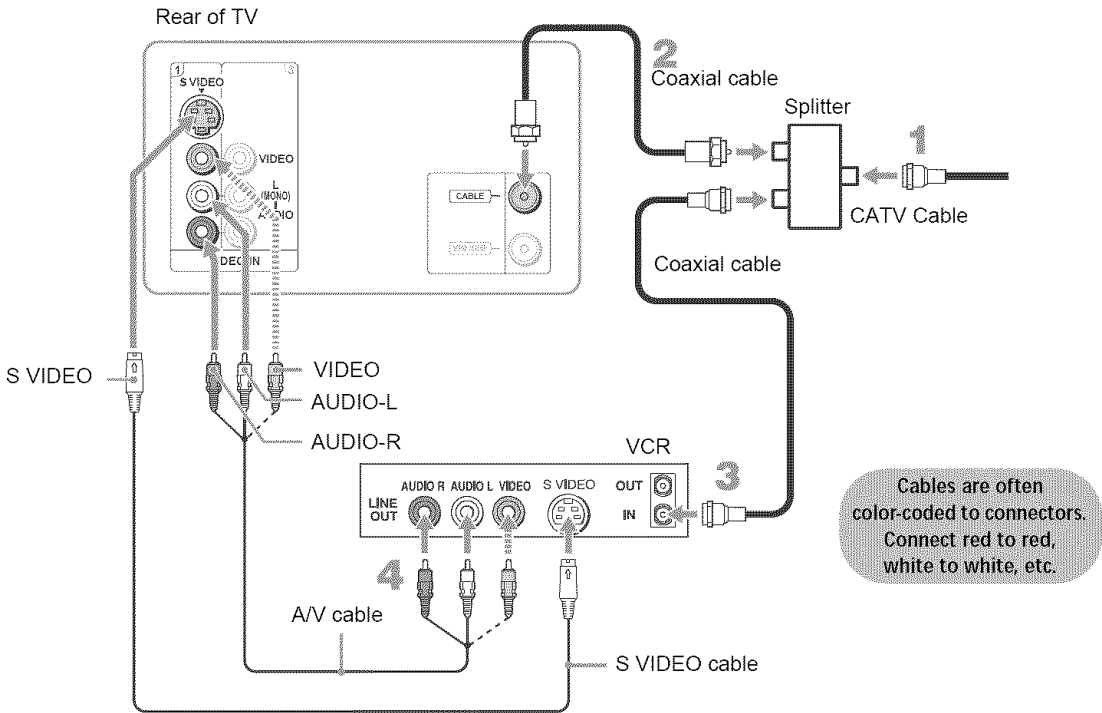 Rear of TV
1
3
S VIDEO
VIDEO
L
(MONO)
CABLE
2
Coaxial cable
Splitter
1
CATV Cable
Coaxial cable
S VIDEO
VIDEO
AUDIO-L
AUDIO-R
VCR
AUDIO R AUDIO L VIDEO S VIDEO
LINE
OUT
OUT
IN
3
4
A/V cable
S VIDEO cable
Cables are often
color-coded to connectors.
Connect red to red,
white to white, etc.